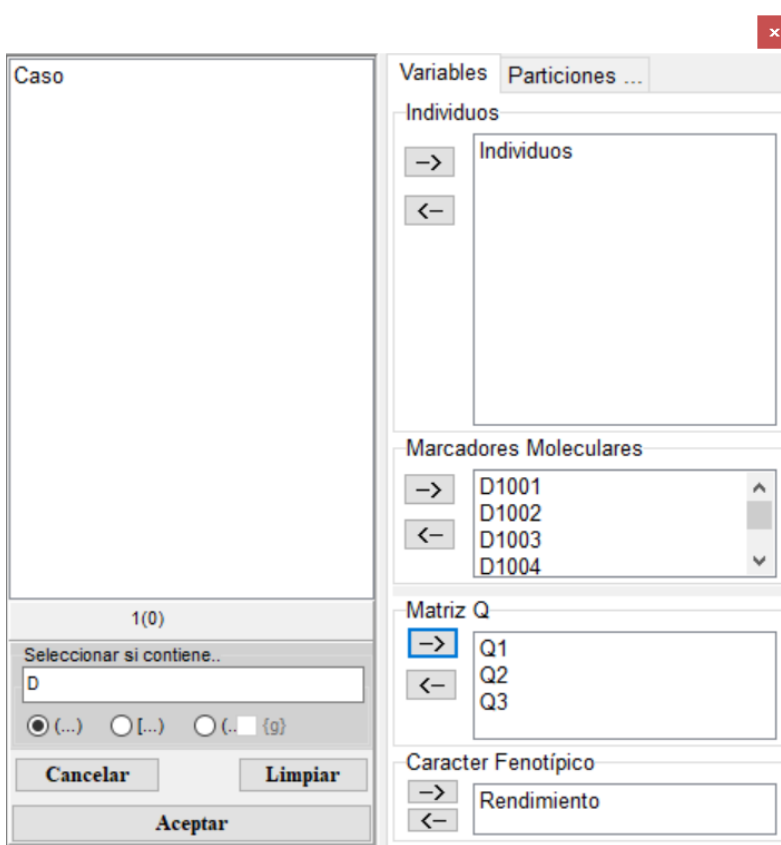 ×
Caso
Variables
Particiones ...
Individuos
–>
Individuos
<–
Marcadores Moleculares
–>
D1001
D1002
<–
D1003
D1004
1(0)
Matriz Q
Seleccionar si contiene..
–>
Q1
D
Q2
<–
Q3
(...) [...) (.. {g}
Caracter Fenotípico
Cancelar
Limpiar
–>
Rendimiento
<–
Aceptar